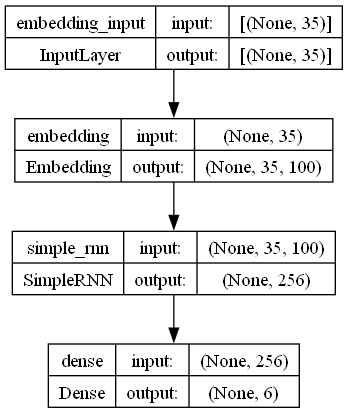 embedding_input input: [(None, 35)]
InputLayer output: [(None, 35)]
embedding input: (None, 35)
Embedding output: (None, 35, 100)
simple_rnn input: (None, 35, 100)
SimpleRNN output: (None, 256)
dense input: (None, 256)
Dense output: (None, 6)